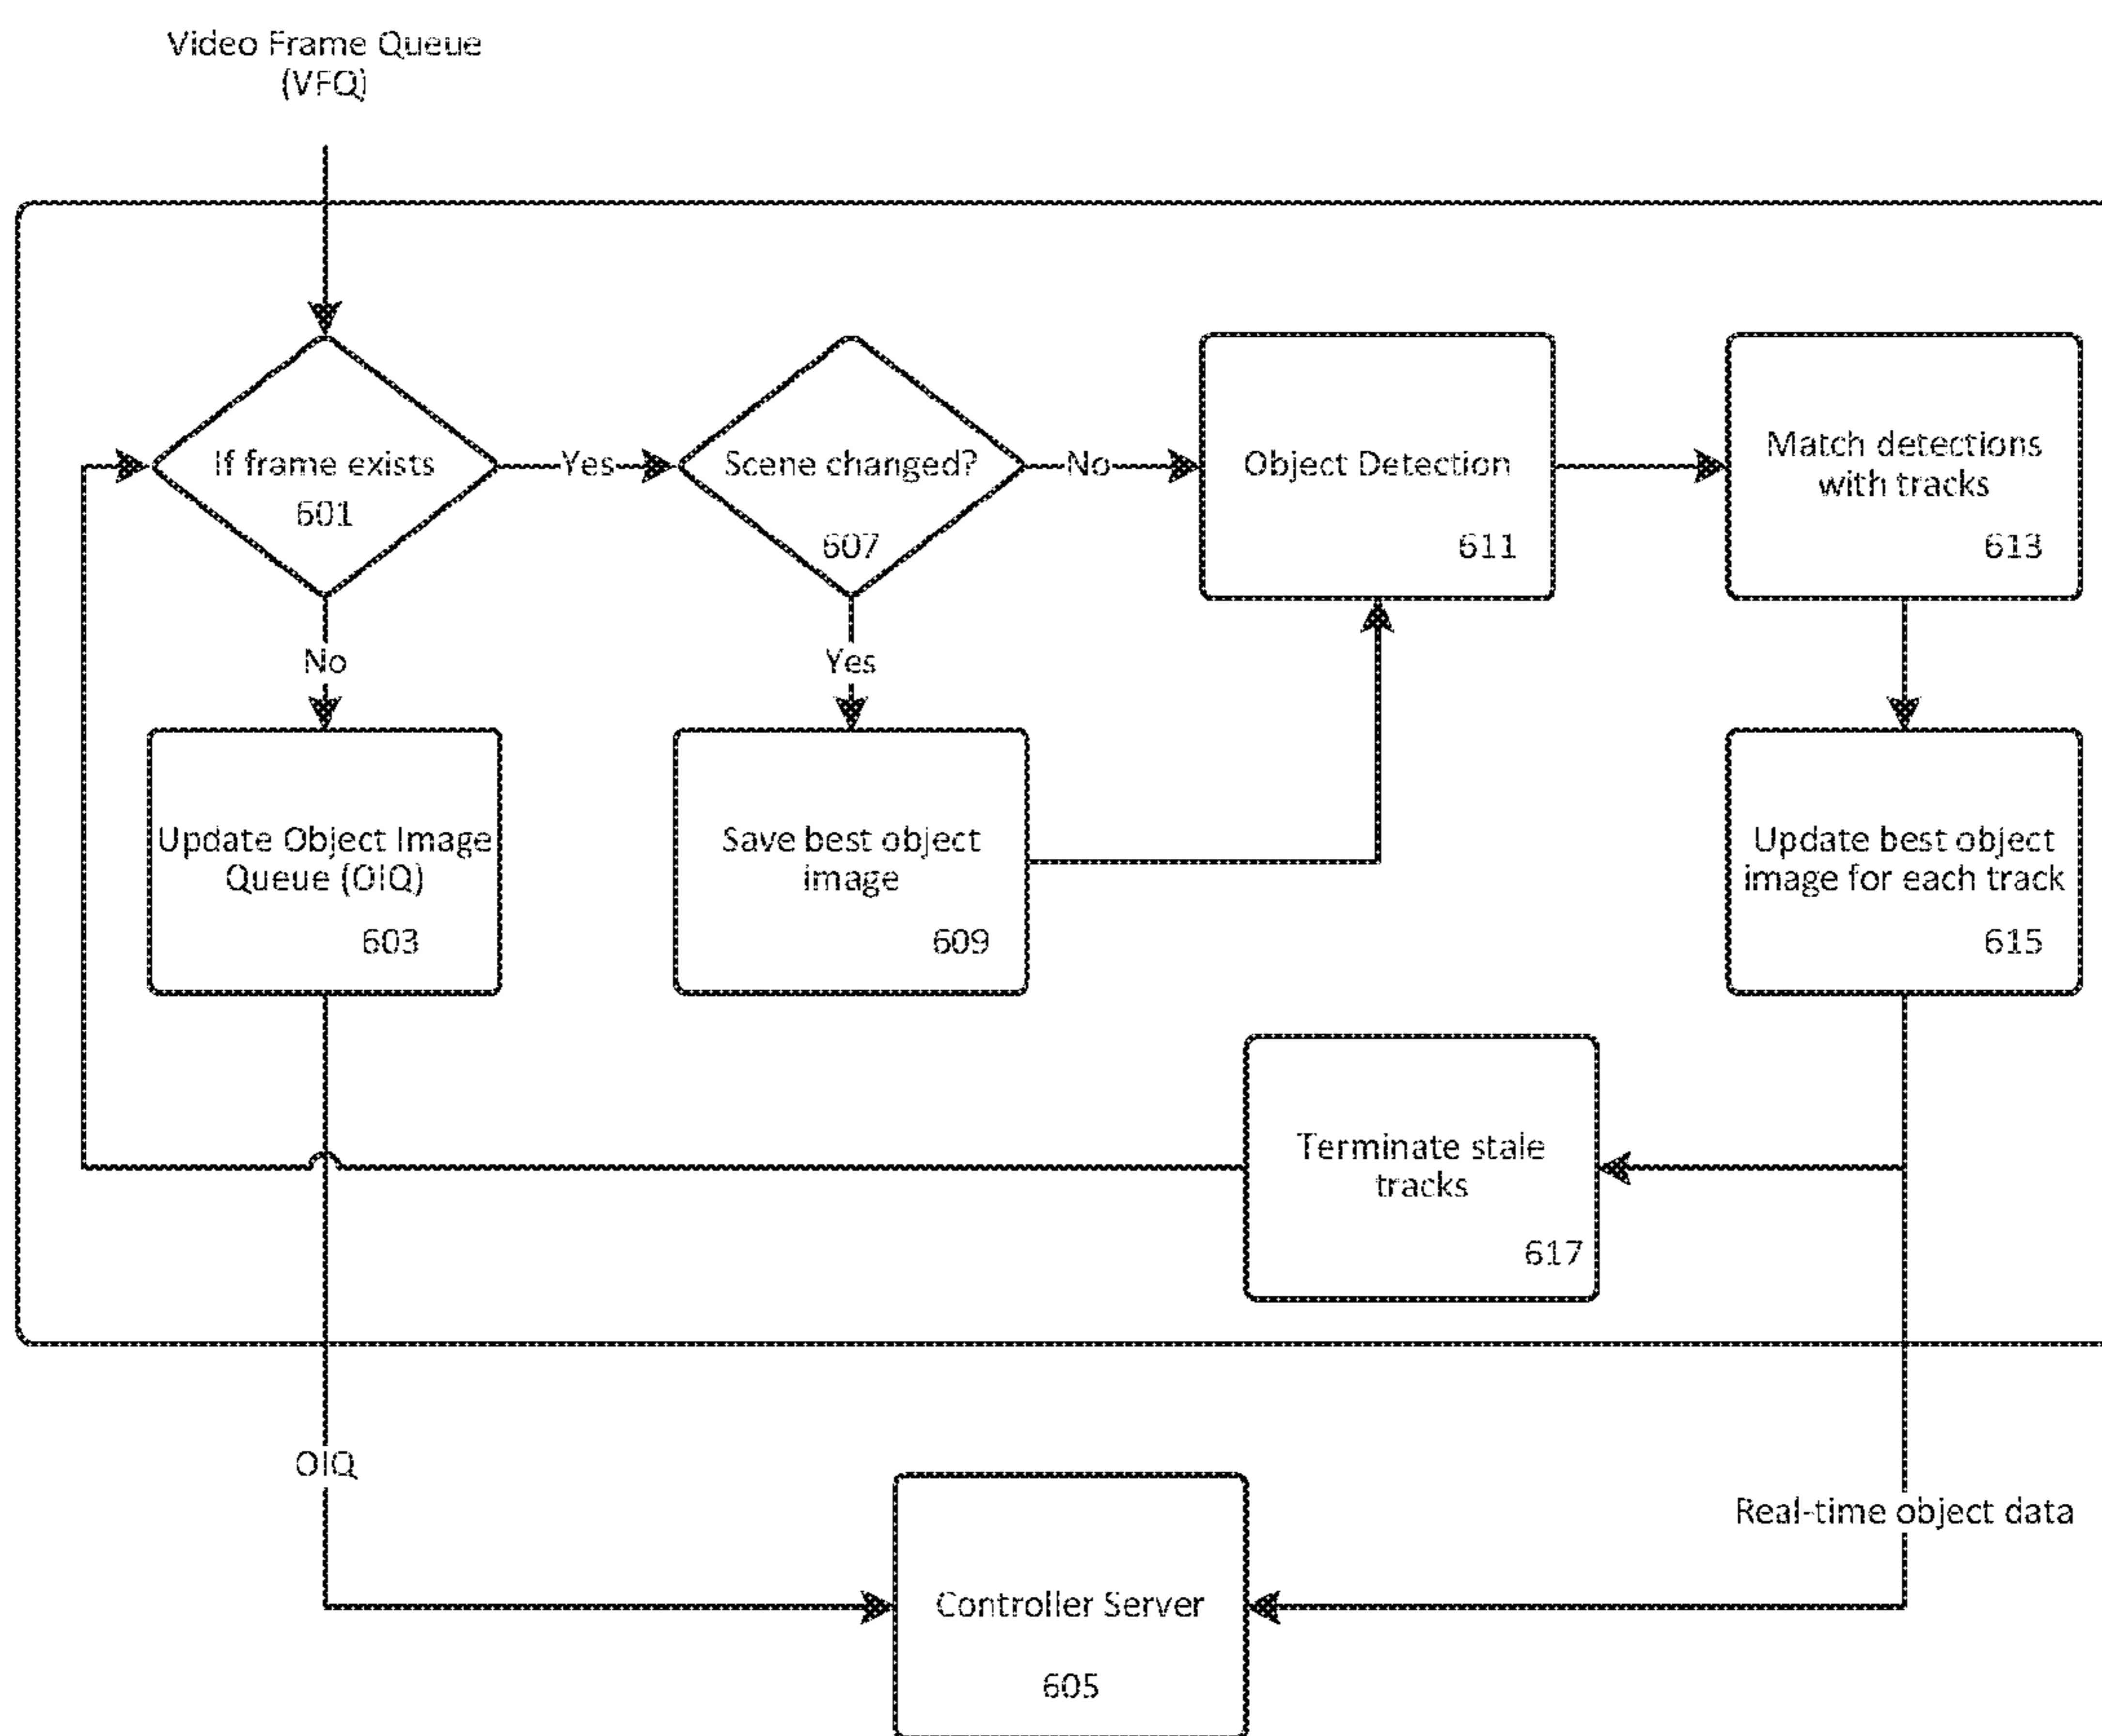 Video Frame Queue
(VFQ)
If frame exists
601
Yes
Scene changed?
607
No
Object Detection
611
Match detections
with tracks
613
No
Yes
Update Object Image
Queue (OIQ)
603
Save best object
image
609
Update best object
image for each track
615
Terminate stale
tracks
617
OIQ
Real-time object data
Controller Server
605